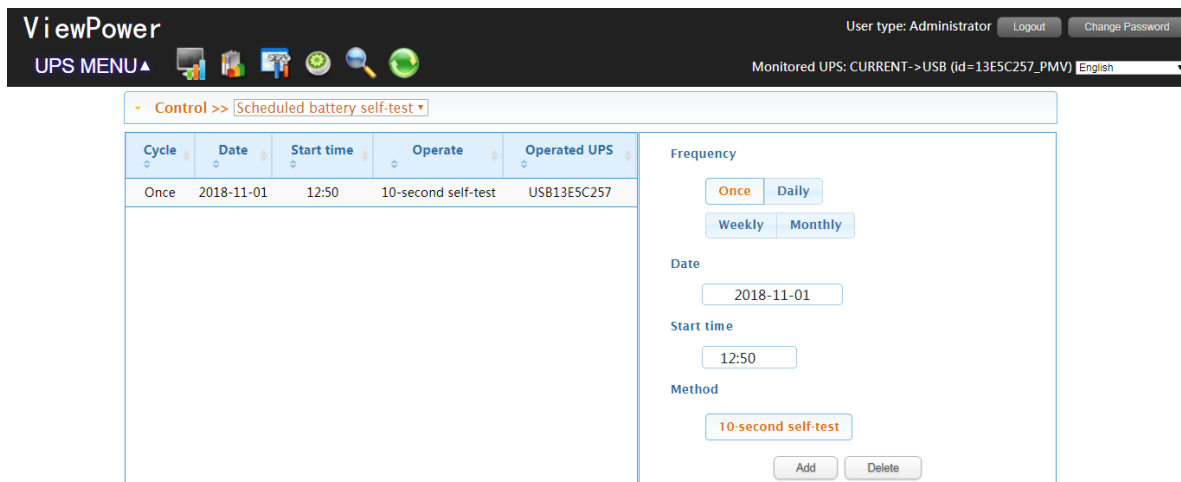 ViewPower
User type: Administrator Logout Change Password
UPS MENU▲
Monitored UPS: CURRENT->USB (id=13E5C257_PMV) English
Control >> Scheduled battery self-test
Cycle Date Start time Operate Operated UPS
Once 2018-11-01 12:50 10-second self-test USB13E5C257
Frequency
Once Daily
Weekly Monthly
Date
2018-11-01
Start time
12:50
Method
10-second self-test
Add Delete